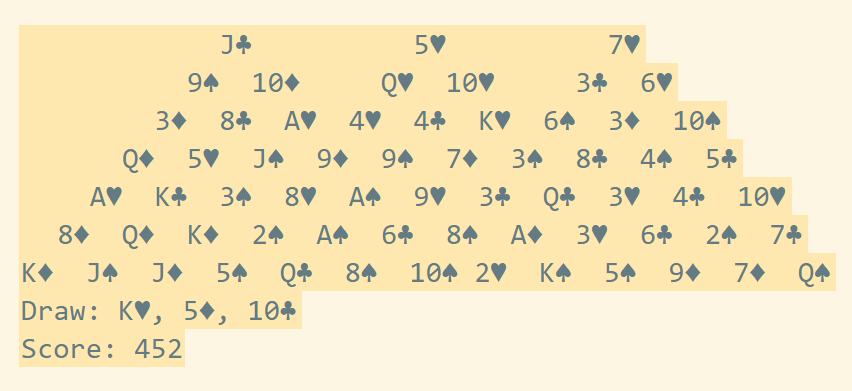 J♣ 5♥ 7♥
9♠ 10♦ Q♥ 10♥ 3♣ 6♥
3♦ 8♣ A♥ 4♥ 4♣ K♥ 6♠ 3♦ 10♠
Q♦ 5♥ J♠ 9♦ 9♠ 7♦ 3♠ 8♣ 4♠ 5♣
A♥ K♣ 3♠ 8♥ A♠ 9♥ 3♣ Q♣ 3♥ 4♣ 10♥
8♦ Q♦ K♦ 2♠ A♠ 6♣ 8♠ A♦ 3♥ 6♣ 2♠ 7♣
K♦ J♠ J♦ 5♠ Q♣ 8♠ 10♠ 2♥ K♠ 5♠ 9♦ 7♦ Q♠
Draw: K♥, 5♦, 10♣
Score: 452